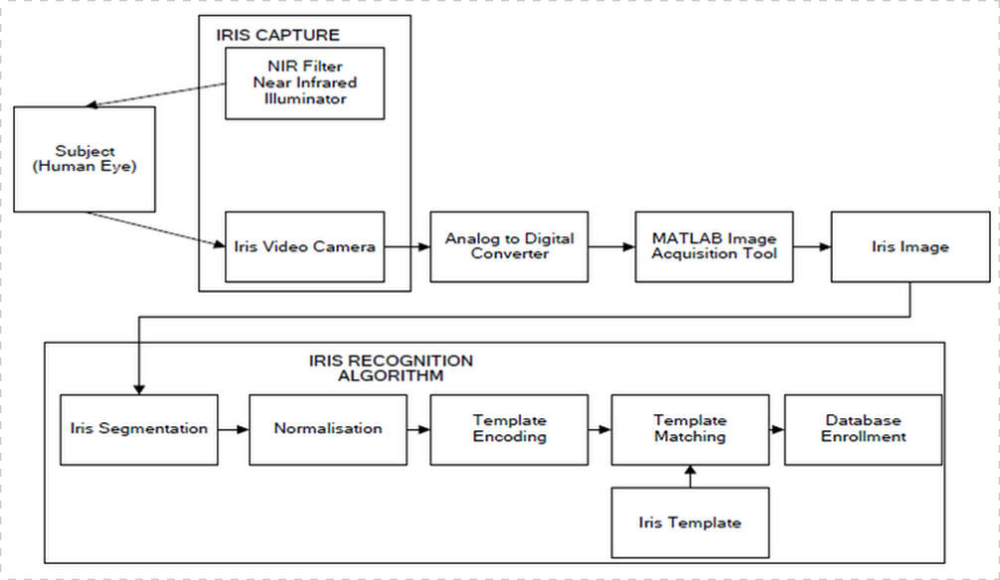 IRIS CAPTURE
NIR Filter
Near Infrared
Illuminator
Subject
(Human Eye)
Iris Video Camera
Analog to Digital
Converter
MATLAB Image
Acquisition Tool
Iris Image
IRIS RECOGNITION
ALGORITHM
Iris Segmentation
Normalisation
Template
Encoding
Template
Matching
Database
Enrollment
Iris Template